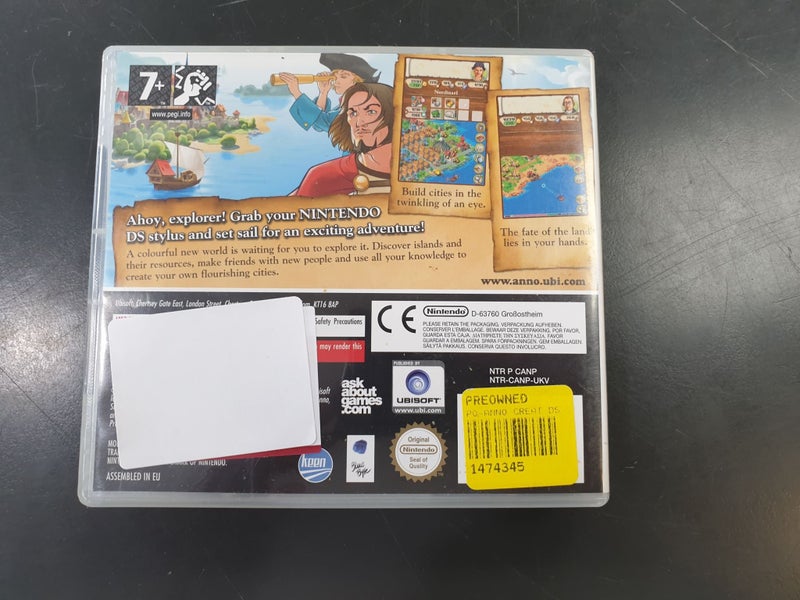 7+
www.pegi.info
Build cities in the
twinkling of an eye.
The fate of the land
lies in your hands.
Ahoy, explorer! Grab your NINTENDO
DS stylus and set sail for an exciting adventure!
A colourful new world is waiting for you to explore it. Discover islands and
their resources, make friends with new people and use all your knowledge to
create your own flourishing cities.
www.anno.ubi.com
Ubisoft, Chertsey Gate East, London Street, KT16 8AP
Safety Precautions
may render this
CE
Nintendo D-63760 Großostheim
PLEASE RETAIN THE PACKAGING. VERPACKUNG AUFHEBEN.
CONSERVER L'EMBALLAGE. BEWAAR DEZE VERPAKKING. POR FAVOR,
GUARDA ESTA CAJA. ΔΙΑΤΗΡΗΣΤΕ ΤΗΝ ΣΥΣΚΕΥΑΣΙΑ. FAVOR
GUARDAR A EMBALAGEM. SPARA FÖRPACKNINGEN. GEM EMBALLAGEN.
SÄILYTÄ PAKKAUS. CONSERVA QUESTO INVOLUCRO.
ask
about
games
.com
PUBLISHED BY
UBISOFT
www.ubi.com
NTR P CANP
NTR-CANP-UKV
PREOWNED
PO-ANNO CREAT DS
1474345
keen
Original
Nintendo
Seal of
Quality
OF NINTENDO.
ASSEMBLED IN EU